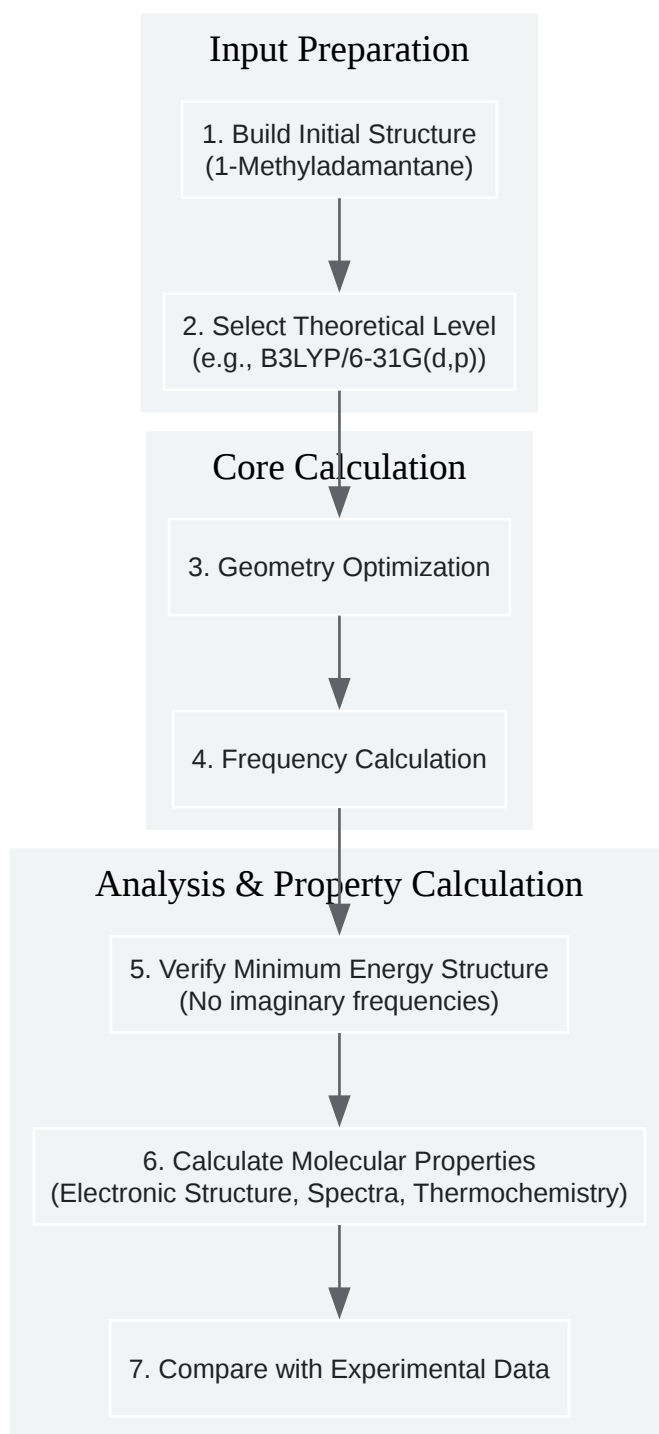 Input Preparation
1. Build Initial Structure
(1-Methyladamantane)
2. Select Theoretical Level
(e.g., B3LYP/6-31G(d,p))
Core Calculation
3. Geometry Optimization
4. Frequency Calculation
Analysis & Property Calculation
5. Verify Minimum Energy Structure
(No imaginary frequencies)
6. Calculate Molecular Properties
(Electronic Structure, Spectra, Thermochemistry)
7. Compare with Experimental Data